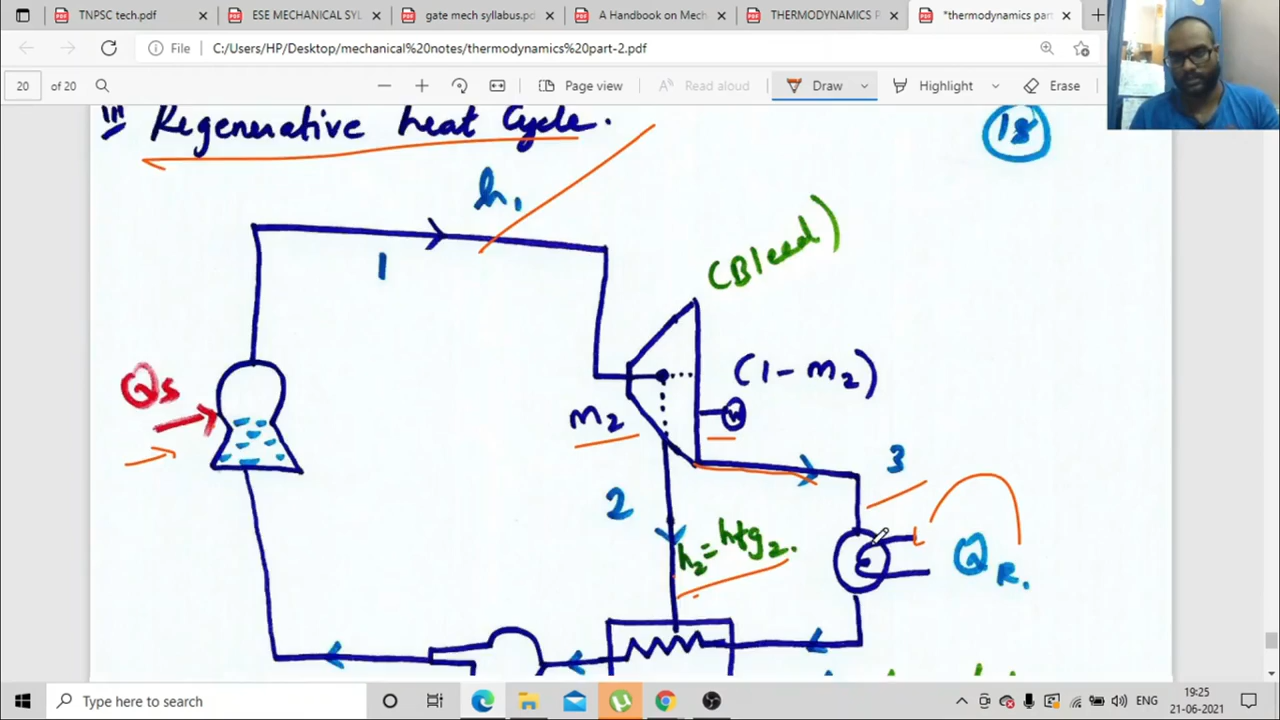 TNPSC tech.pdf
ESE MECHANICAL SYL
gate mech syllabus.pd
A Handbook on Mech
THERMODYNAMICS P
*thermodynamics par
File C:/Users/HP/Desktop/mechanical%20notes/thermodynamics%20part-2.pdf
20 of 20
Page view
Read aloud
Draw
Highlight
Erase
III Regenerative heat Cycle.
18
h1
1
(Bleed)
Qs
(1-m2)
m2
W
3
2
h2=hfg2.
QR.
Type here to search
ENG
19:25
21-06-2021